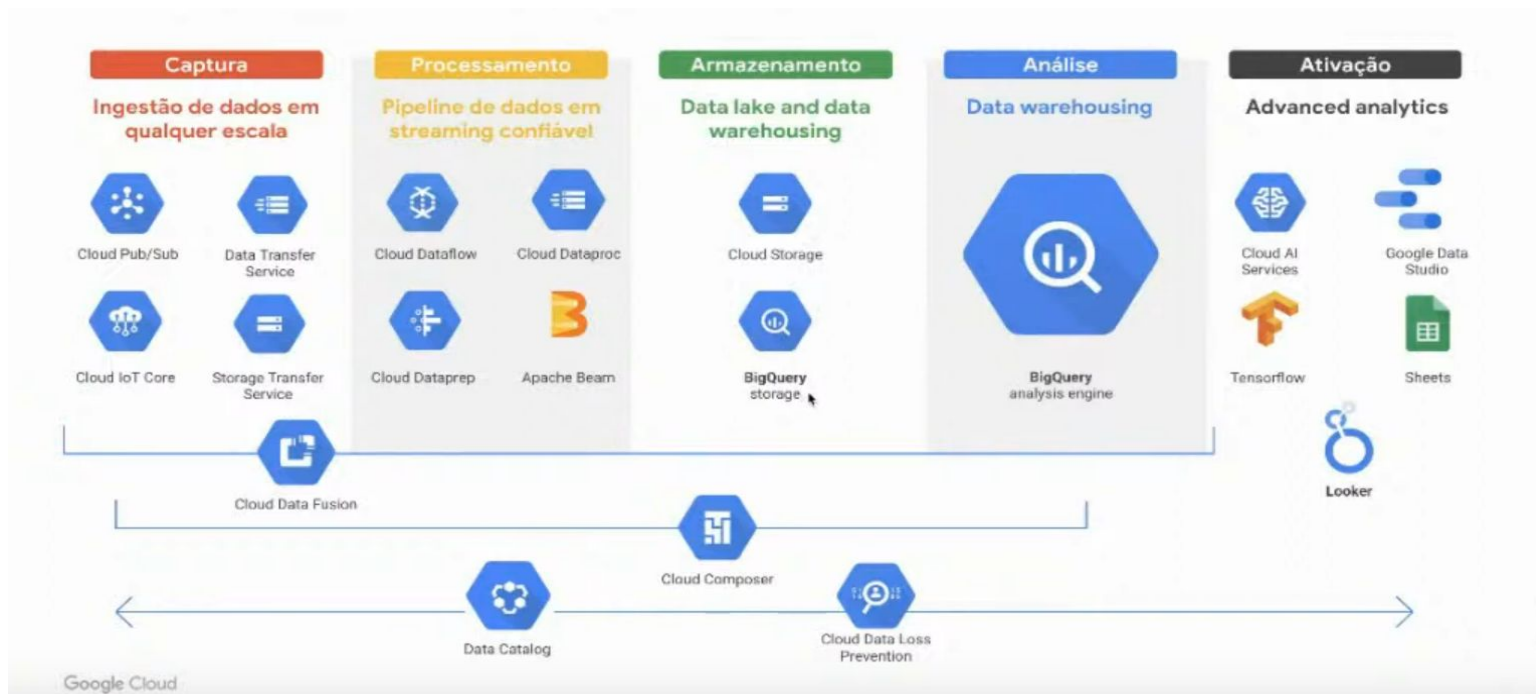 Captura
Ingestão de dados em
qualquer escala
Cloud Pub/Sub
Data Transfer
Service
Cloud IoT Core
Storage Transfer
Service
Processamento
Pipeline de dados em
streaming confiável
Cloud Dataflow
Cloud Dataproc
Cloud Dataprep
Apache Beam
Armazenamento
Data lake and data
warehousing
Cloud Storage
BigQuery
storage
Análise
Data warehousing
BigQuery
analysis engine
Ativação
Advanced analytics
Cloud AI
Services
Google Data
Studio
Tensorflow
Sheets
Looker
Cloud Data Fusion
Cloud Composer
Data Catalog
Cloud Data Loss
Prevention
Google Cloud